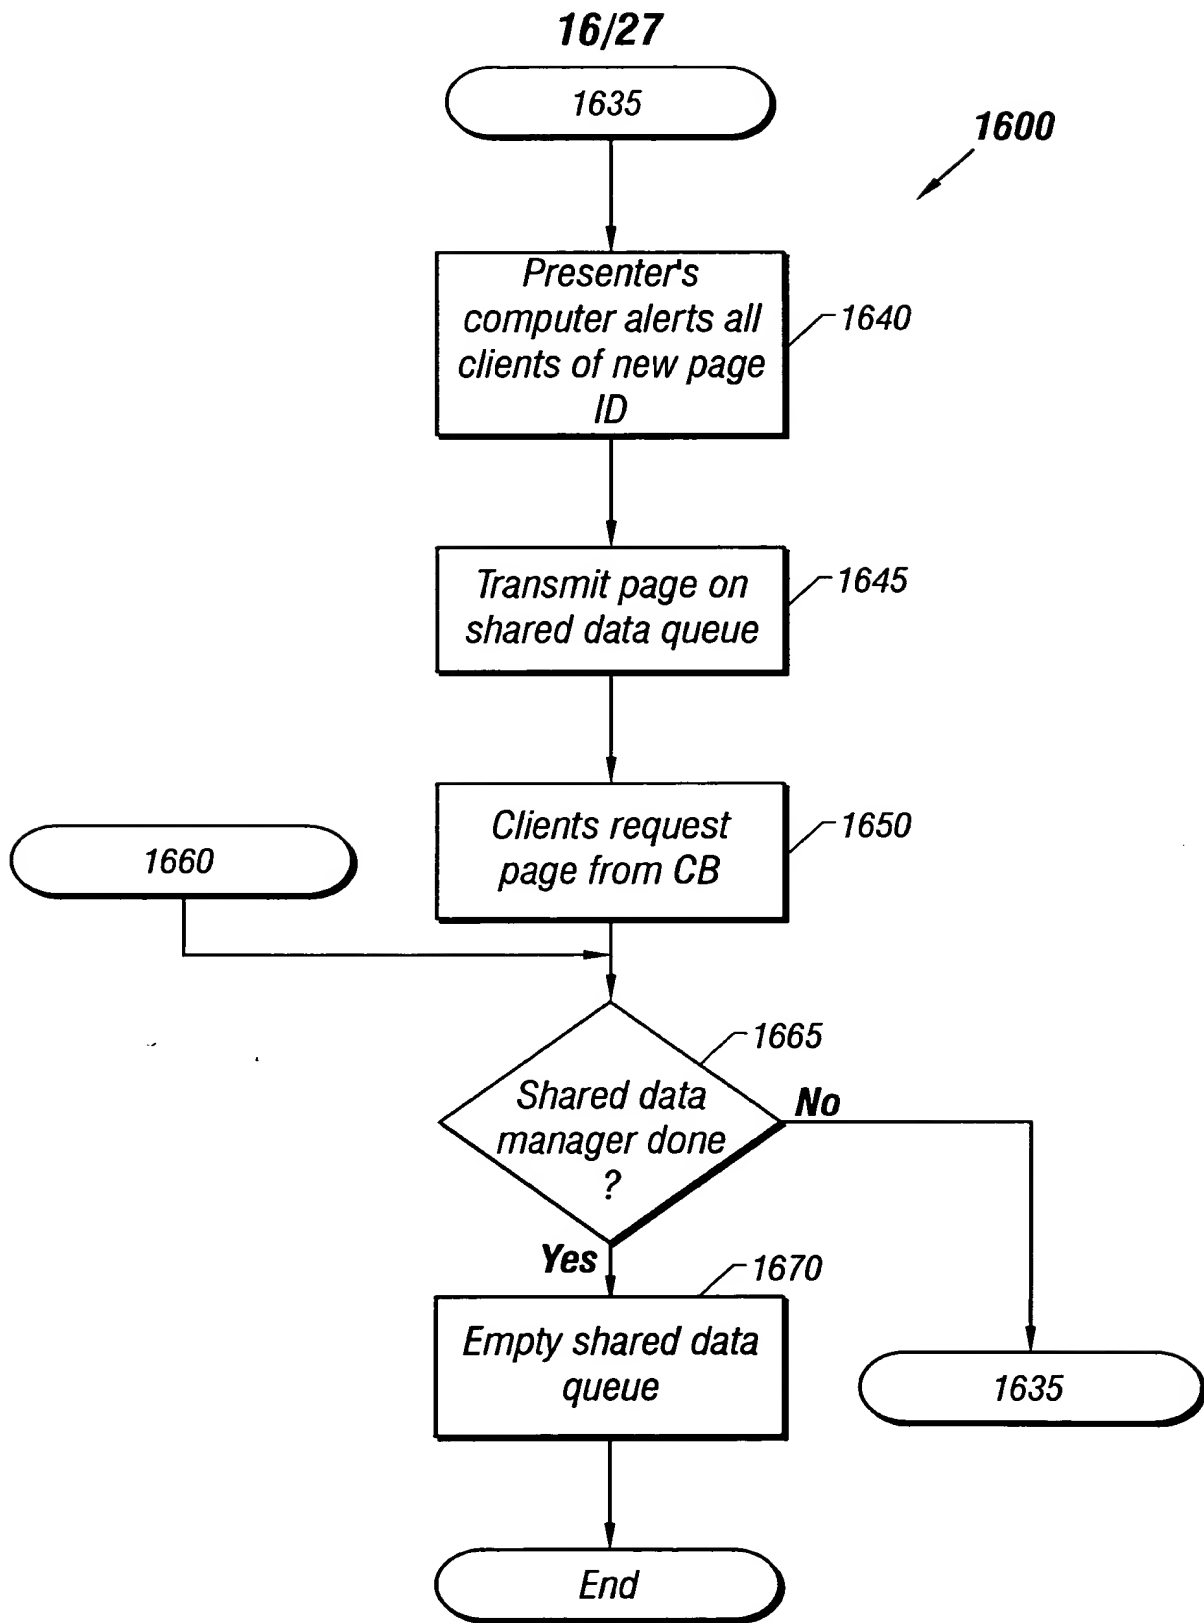 16/27
1635
1600
Presenter's
computer alerts all
clients of new page
ID
1640
Transmit page on
shared data queue
1645
Clients request
page from CB
1650
1660
1665
Shared data
manager done
?
No
Yes
1670
Empty shared data
queue
1635
End